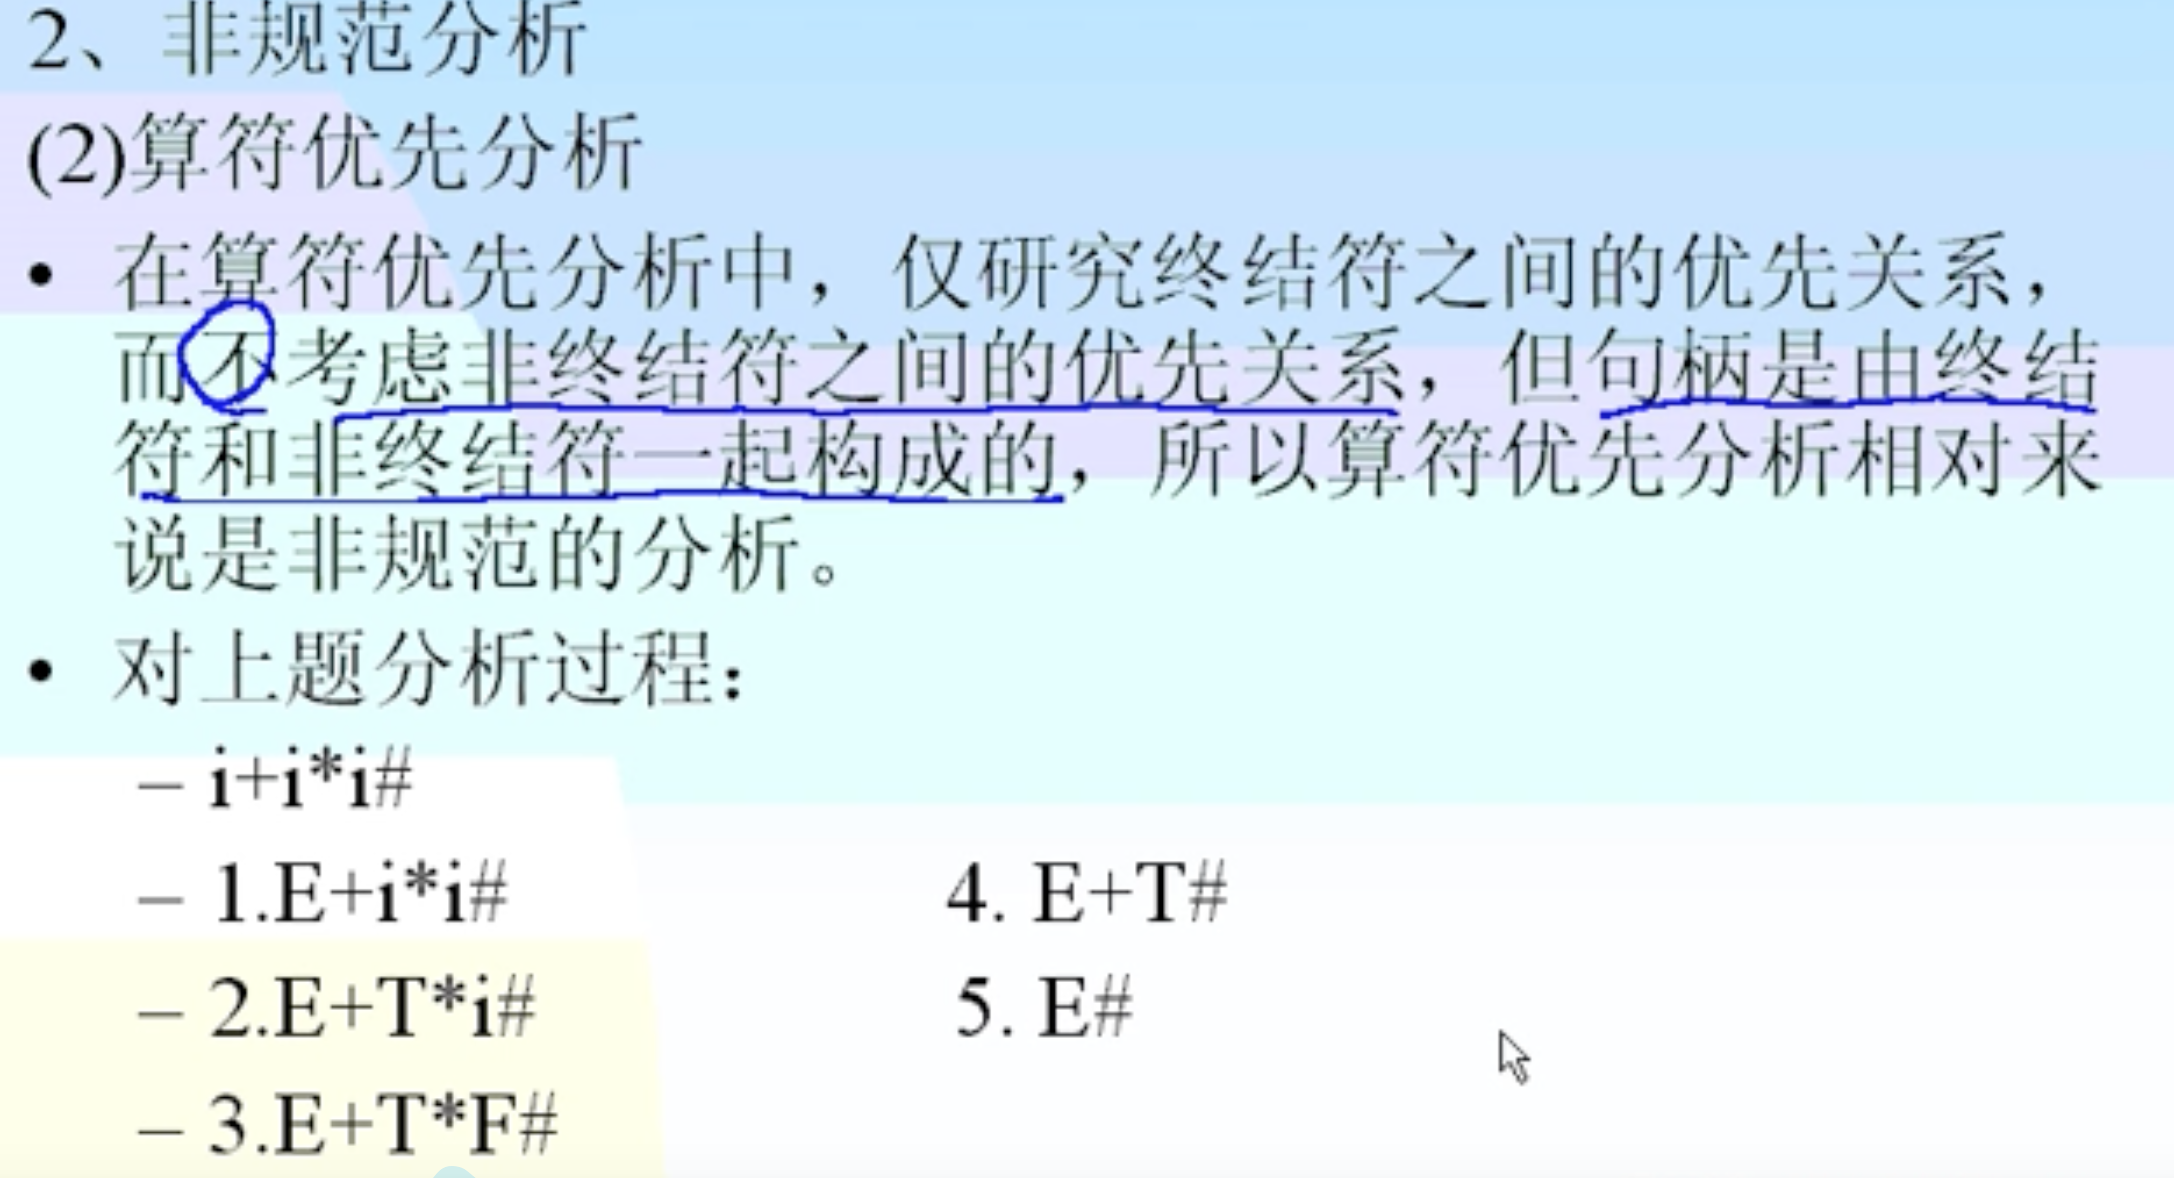 2、非规范分析
(2)算符优先分析
• 在算符优先分析中，仅研究终结符之间的优先关系，
而不考虑非终结符之间的优先关系，但句柄是由终结
符和非终结符一起构成的，所以算符优先分析相对来
说是非规范的分析。
• 对上题分析过程：
– i+i*i#
– 1.E+i*i#
– 2.E+T*i#
– 3.E+T*F#
4. E+T#
5. E#